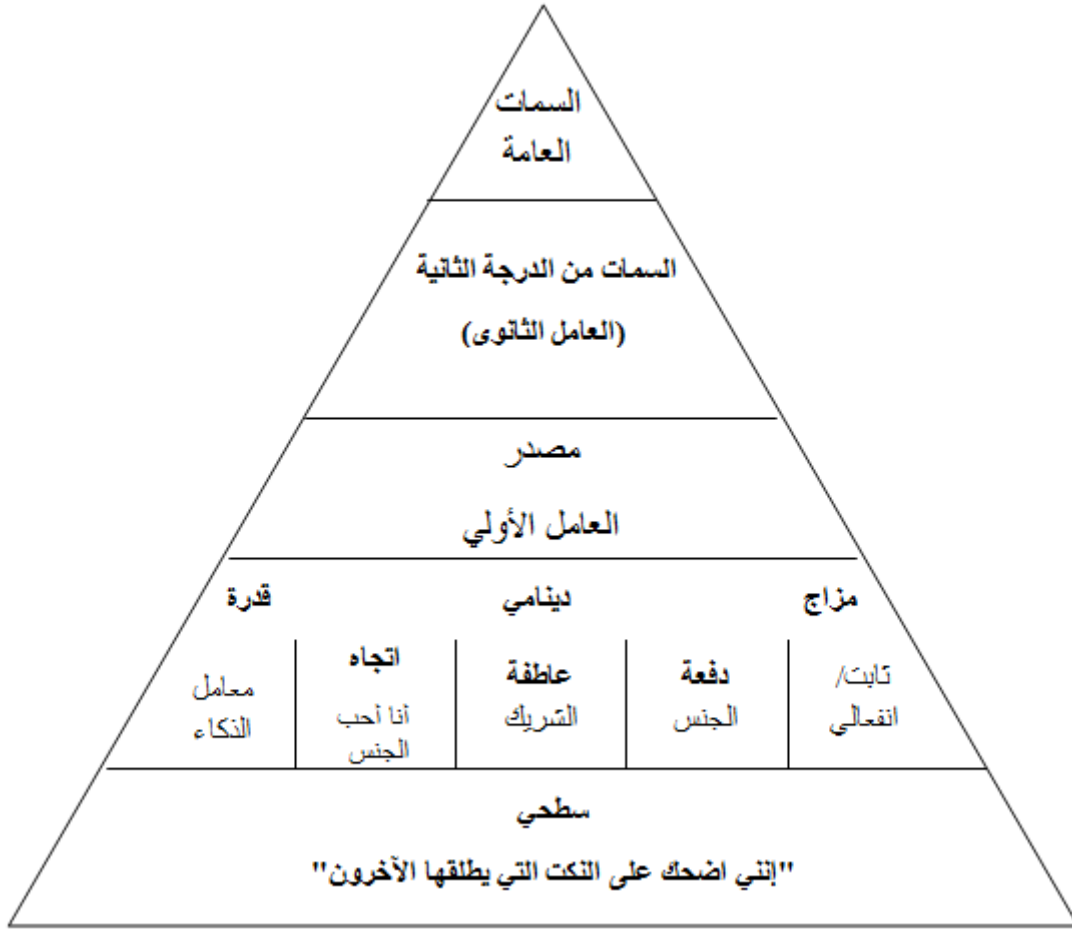 السمات
العامة
السمات من الدرجة الثانية
(العامل الثانوى)
مصدر
العامل الأولي
مزاج
دينامي
قدرة
ثابت/
انفعالي
دفعة
الجنس
عاطفة
الشريك
اتجاه
أنا أحب
الجنس
معامل
الذكاء
سطحي
"إنني اضحك على النكت التي يطلقها الآخرون"